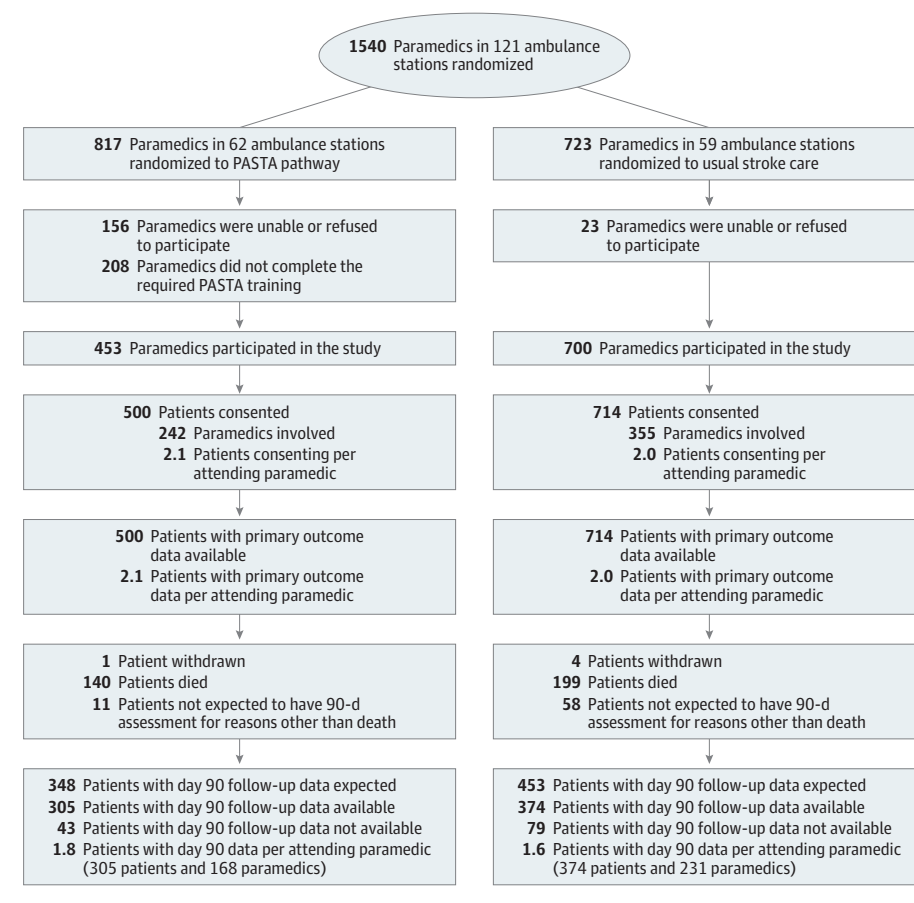 1540 Paramedics in 121 ambulance
stations randomized
817 Paramedics in 62 ambulance stations
randomized to PASTA pathway
156 Paramedics were unable or refused
to participate
208 Paramedics did not complete the
required PASTA training
453 Paramedics participated in the study
500 Patients consented
242 Paramedics involved
2.1 Patients consenting per
attending paramedic
500 Patients with primary outcome
data available
2.1 Patients with primary outcome
data per attending paramedic
1 Patient withdrawn
140 Patients died
11 Patients not expected to have 90-d
assessment for reasons other than death
348 Patients with day 90 follow-up data expected
305 Patients with day 90 follow-up data available
43 Patients with day 90 follow-up data not available
1.8 Patients with day 90 data per attending paramedic
(305 patients and 168 paramedics)
723 Paramedics in 59 ambulance stations
randomized to usual stroke care
23 Paramedics were unable or refused
to participate
700 Paramedics participated in the study
714 Patients consented
355 Paramedics involved
2.0 Patients consenting per
attending paramedic
714 Patients with primary outcome
data available
2.0 Patients with primary outcome
data per attending paramedic
4 Patients withdrawn
199 Patients died
58 Patients not expected to have 90-d
assessment for reasons other than death
453 Patients with day 90 follow-up data expected
374 Patients with day 90 follow-up data available
79 Patients with day 90 follow-up data not available
1.6 Patients with day 90 data per attending paramedic
(374 patients and 231 paramedics)